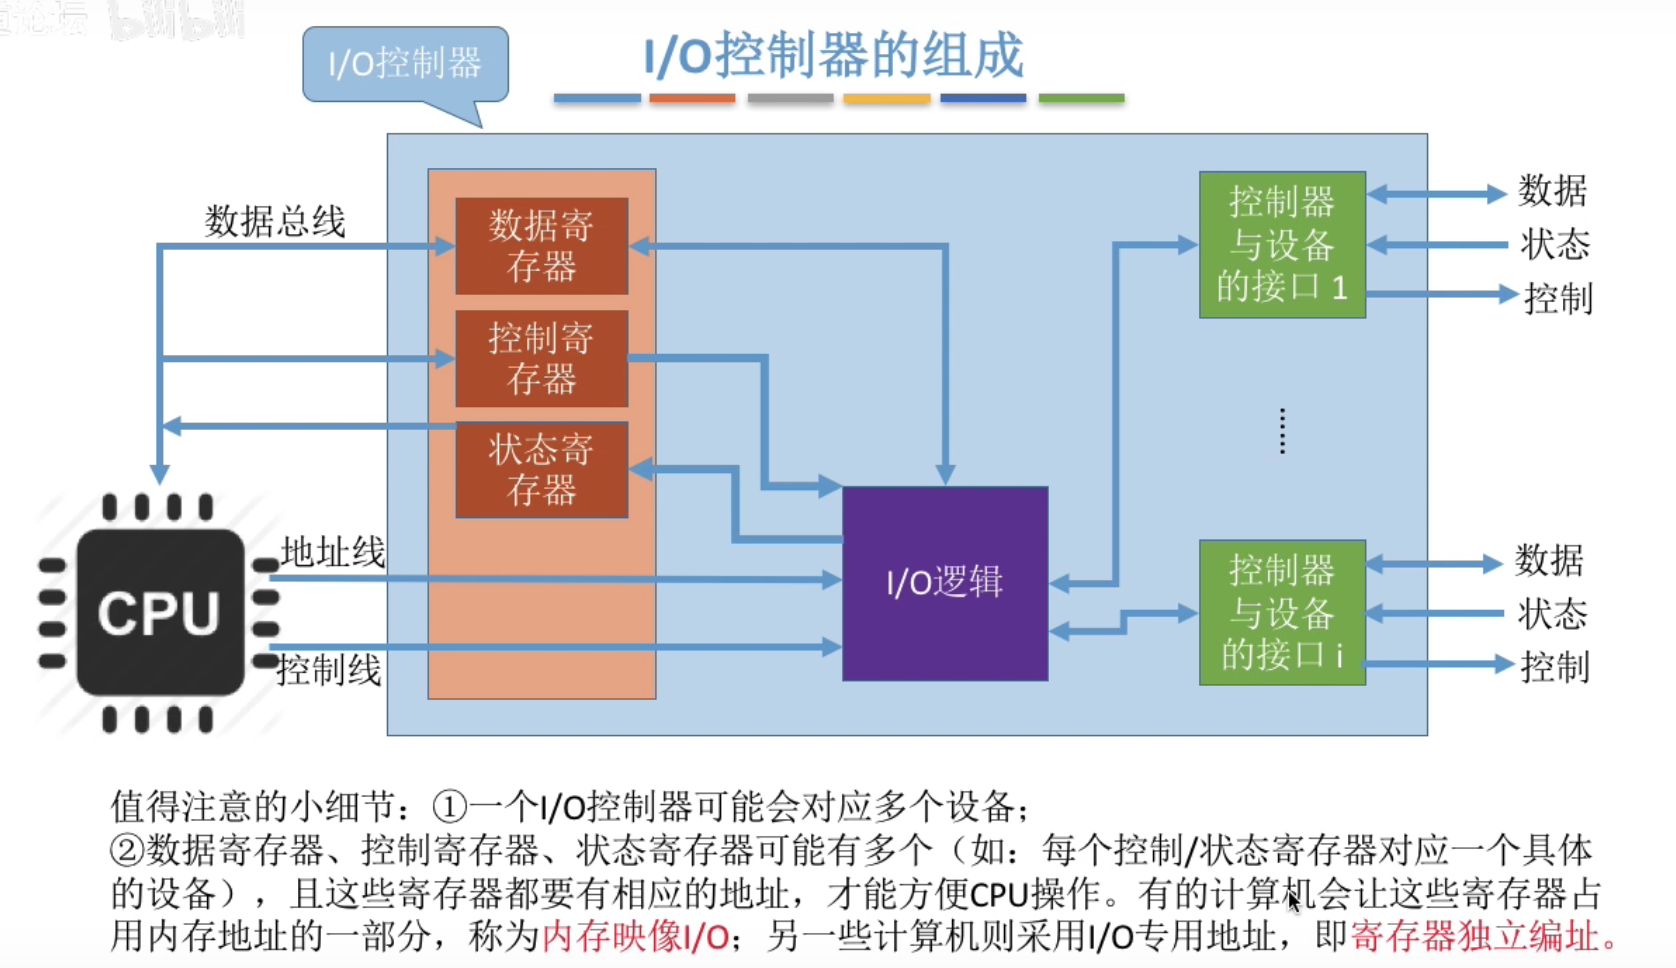 论坛 bilibili
I/O控制器
I/O控制器的组成
数据总线
数据寄
存器
控制寄
存器
状态寄
存器
地址线
CPU
控制线
I/O逻辑
控制器
与设备
的接口 1
数据
状态
控制
......
控制器
与设备
的接口 i
数据
状态
控制
值得注意的小细节：①一个I/O控制器可能会对应多个设备；
②数据寄存器、控制寄存器、状态寄存器可能有多个（如：每个控制/状态寄存器对应一个具体
的设备），且这些寄存器都要有相应的地址，才能方便CPU操作。有的计算机会让这些寄存器占
用内存地址的一部分，称为内存映像I/O；另一些计算机则采用I/O专用地址，即寄存器独立编址。